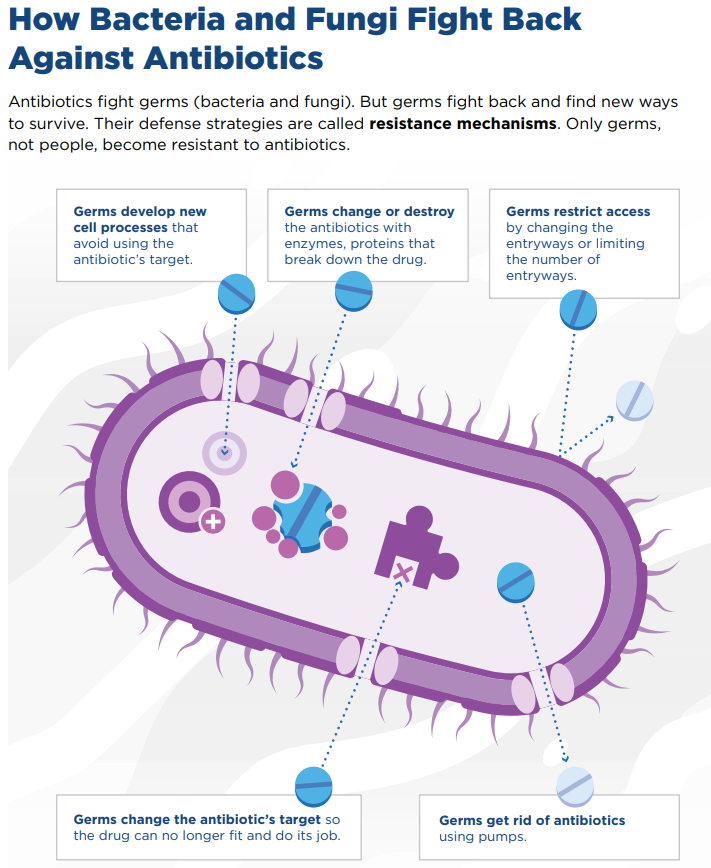 How Bacteria and Fungi Fight Back
Against Antibiotics
Antibiotics fight germs (bacteria and fungi). But germs fight back and find new ways
to survive. Their defense strategies are called resistance mechanisms. Only germs,
not people, become resistant to antibiotics.
Germs develop new
cell processes that
avoid using the
antibiotic’s target.
Germs change or destroy
the antibiotics with
enzymes, proteins that
break down the drug.
Germs restrict access
by changing the
entryways or limiting
the number of
entryways.
Germs change the antibiotic’s target so
the drug can no longer fit and do its job.
Germs get rid of antibiotics
using pumps.